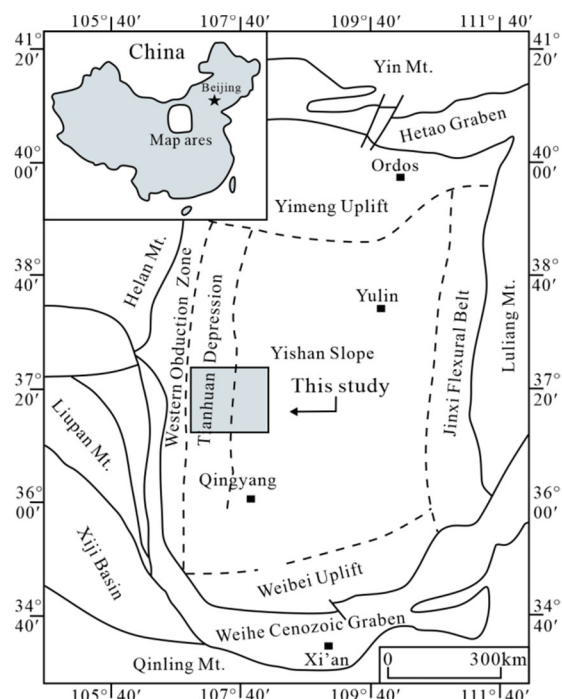 105°40′ 107°40′ 109°40′ 111°40′
41°
20′
41°
20′
China
Beijing
Map ares
Yin Mt.
Hetao Graben
40°
00′
40°
00′
Ordos
Yimeng Uplift
Helan Mt.
Western Obduction Zone
Tianhuan Depression
38°
40′
38°
40′
Yulin
Jinxi Flexural Belt
Luliang Mt.
Yishan Slope
This study
37°
20′
37°
20′
Liupan Mt.
Qingyang
36°
00′
36°
00′
Xiji Basin
Weibei Uplift
34°
40′
34°
40′
Weihe Cenozoic Graben
Qinling Mt.
Xi'an
0 300km
105°40′ 107°40′ 109°40′ 111°40′